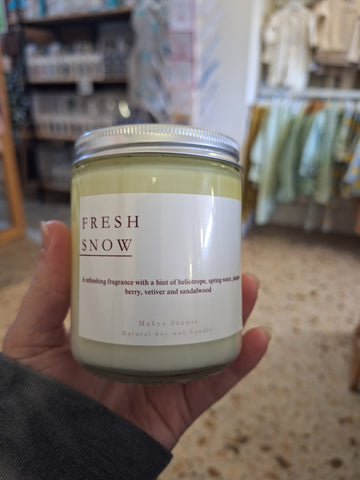 FRESH
SNOW
A refreshing fragrance with a hint of heliotrope, spring water,
berry, vetiver and sandalwood
Makes Scents
Natural Soy wax Candle